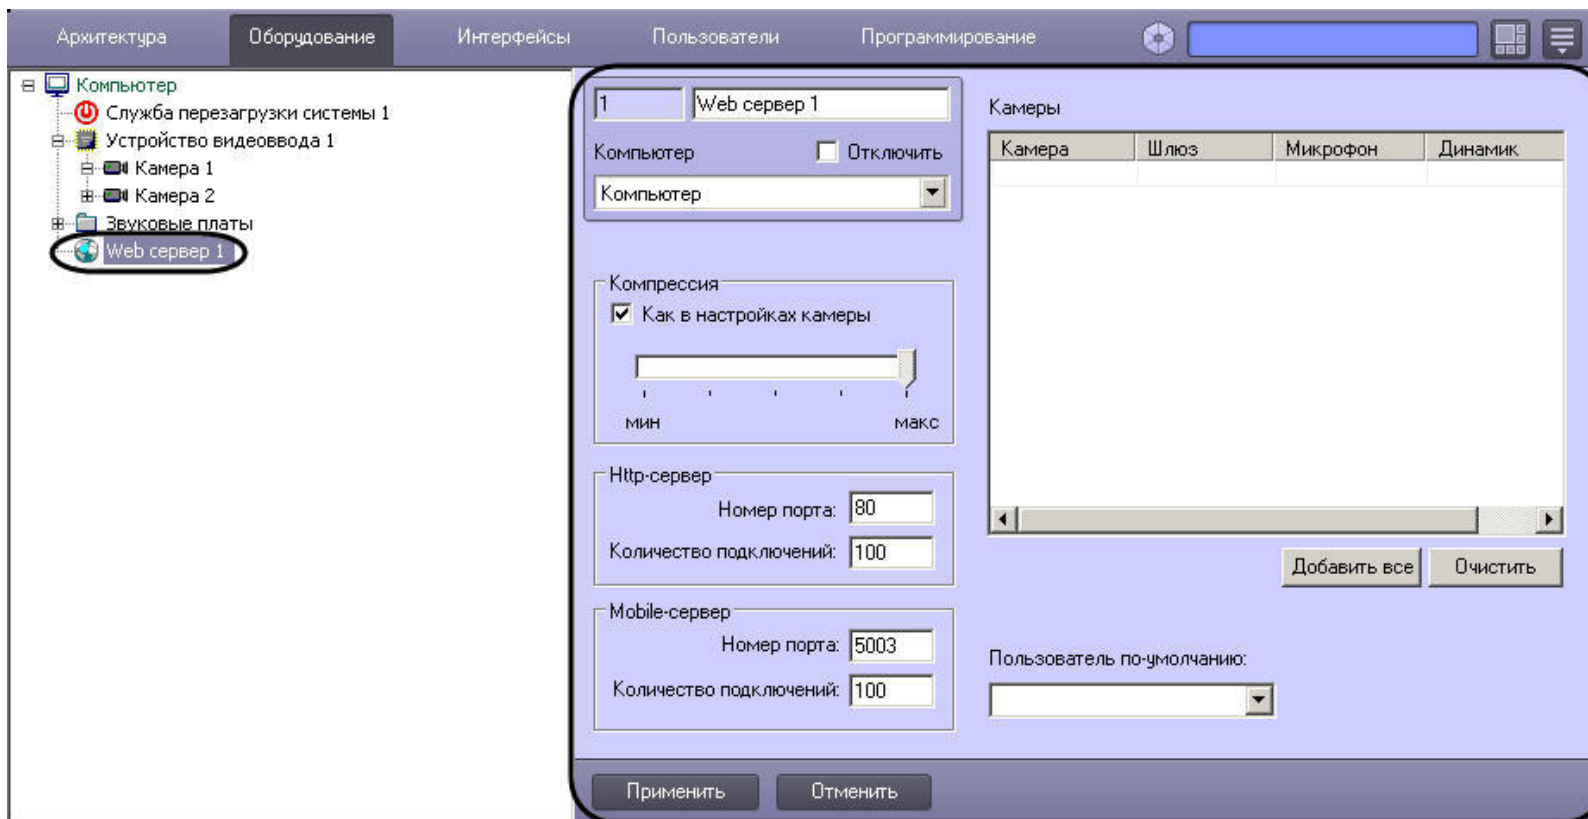 Архитектура Оборудование Интерфейсы Пользователи Программирование
Компьютер
Служба перезагрузки системы 1
Устройство видеоввода 1
Камера 1
Камера 2
Звуковые платы
Web сервер 1
1 Web сервер 1
Компьютер Отключить
Компьютер
Компрессия
Как в настройках камеры
мин макс
Http-сервер
Номер порта: 80
Количество подключений: 100
Mobile-сервер
Номер порта: 5003
Количество подключений: 100
Камеры
Камера Шлюз Микрофон Динамик
Добавить все Очистить
Пользователь по-умолчанию:
Применить Отменить